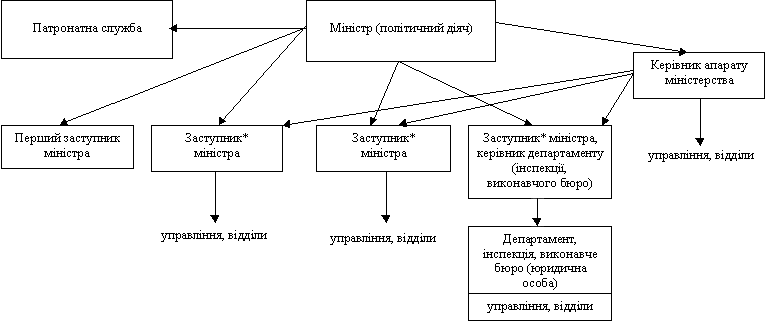 Патронатна служба
Міністр (політичний діяч)
Керівник апарату
міністерства
Перший заступник
міністра
Заступник*
міністра
Заступник*
міністра
Заступник* міністра,
керівник департаменту
(інспекції,
виконавчого бюро)
управління, відділи
управління, відділи
управління, відділи
Департамент,
інспекція, виконавче
бюро (юридична
особа)
управління, відділи